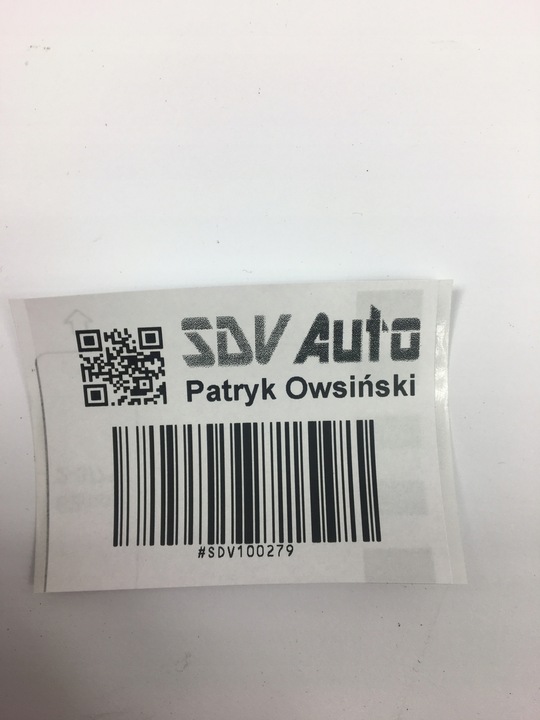 SDV Auto
Patryk Owsiński
#SDV100279